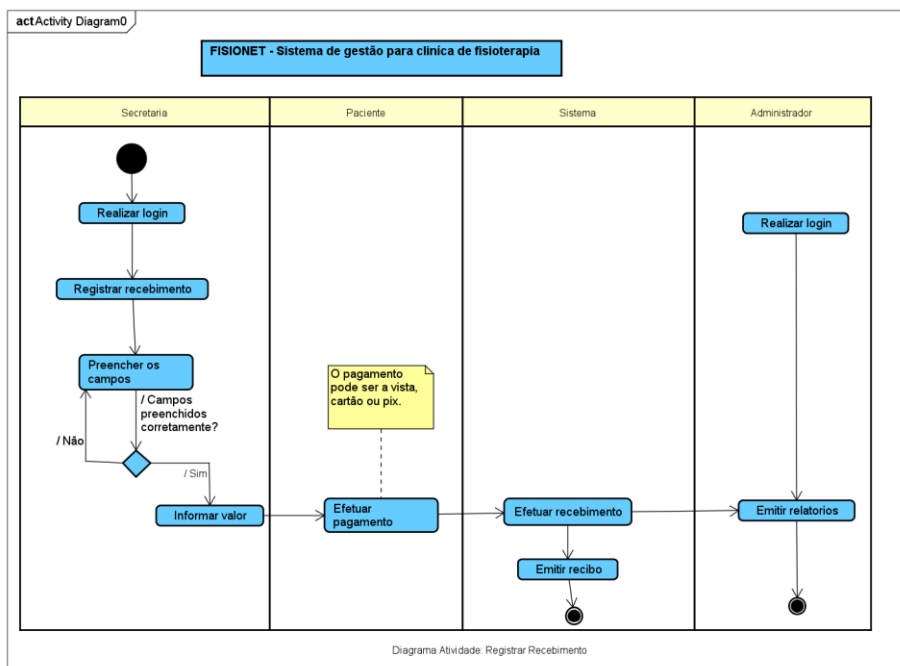 act Activity Diagram0
FISIONET - Sistema de gestão para clinica de fisioterapia
Secretaria
Paciente
Sistema
Administrador
Realizar login
Realizar login
Registrar recebimento
Preencher os
campos
O pagamento
pode ser a vista,
cartão ou pix.
/ Campos
preenchidos
corretamente?
/ Não
/ Sim
Informar valor
Efetuar
pagamento
Efetuar recebimento
Emitir relatorios
Emitir recibo
Diagrama Atividade: Registrar Recebimento